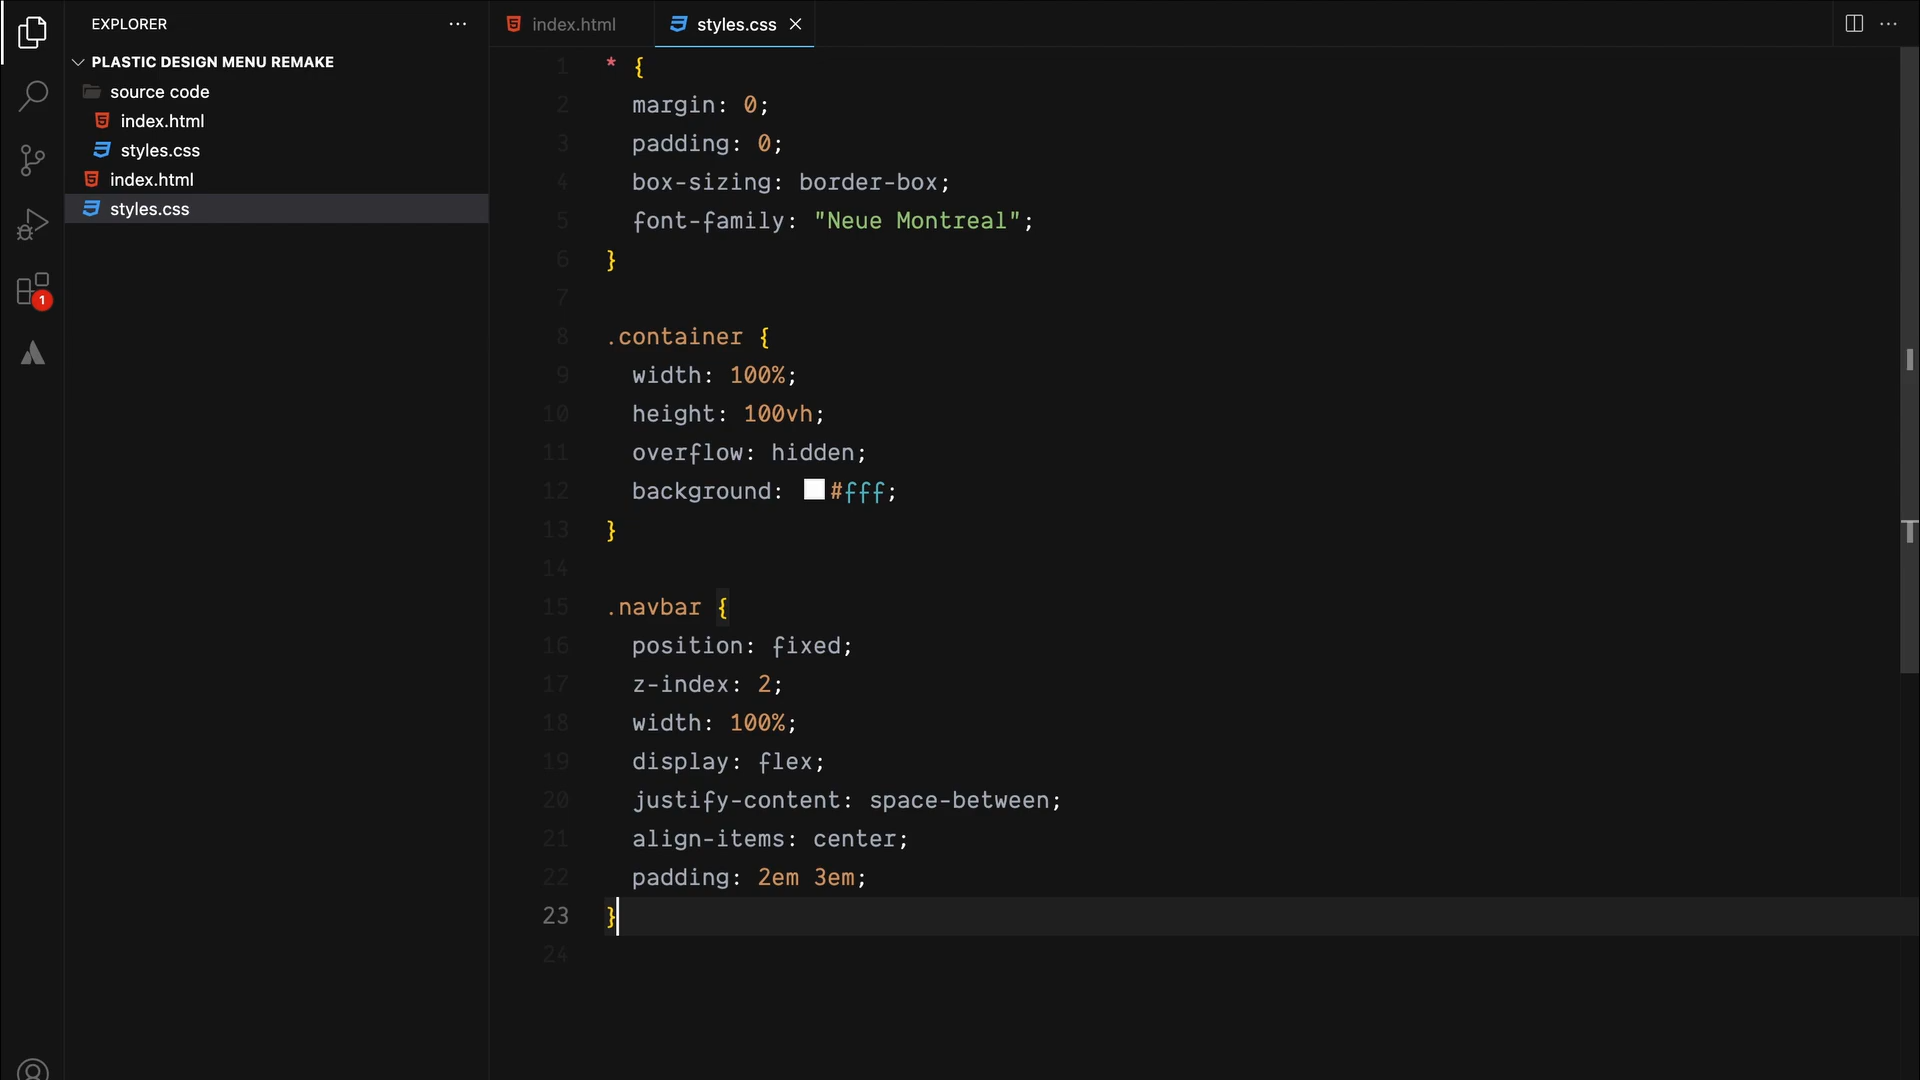 EXPLORER
PLASTIC DESIGN MENU REMAKE
source code
index.html
styles.css
index.html
styles.css
1
index.html
styles.css
1 * {
2 margin: 0;
3 padding: 0;
4 box-sizing: border-box;
5 font-family: "Neue Montreal";
6 }
7
8 .container {
9 width: 100%;
10 height: 100vh;
11 overflow: hidden;
12 background: #fff;
13 }
14
15 .navbar {
16 position: fixed;
17 z-index: 2;
18 width: 100%;
19 display: flex;
20 justify-content: space-between;
21 align-items: center;
22 padding: 2em 3em;
23 }
24